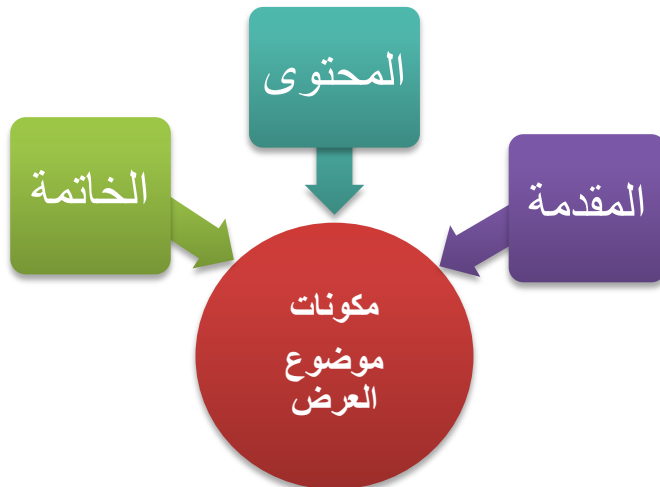 المقدمة
المحتوى
الخاتمة
مكونات
موضوع
العرض